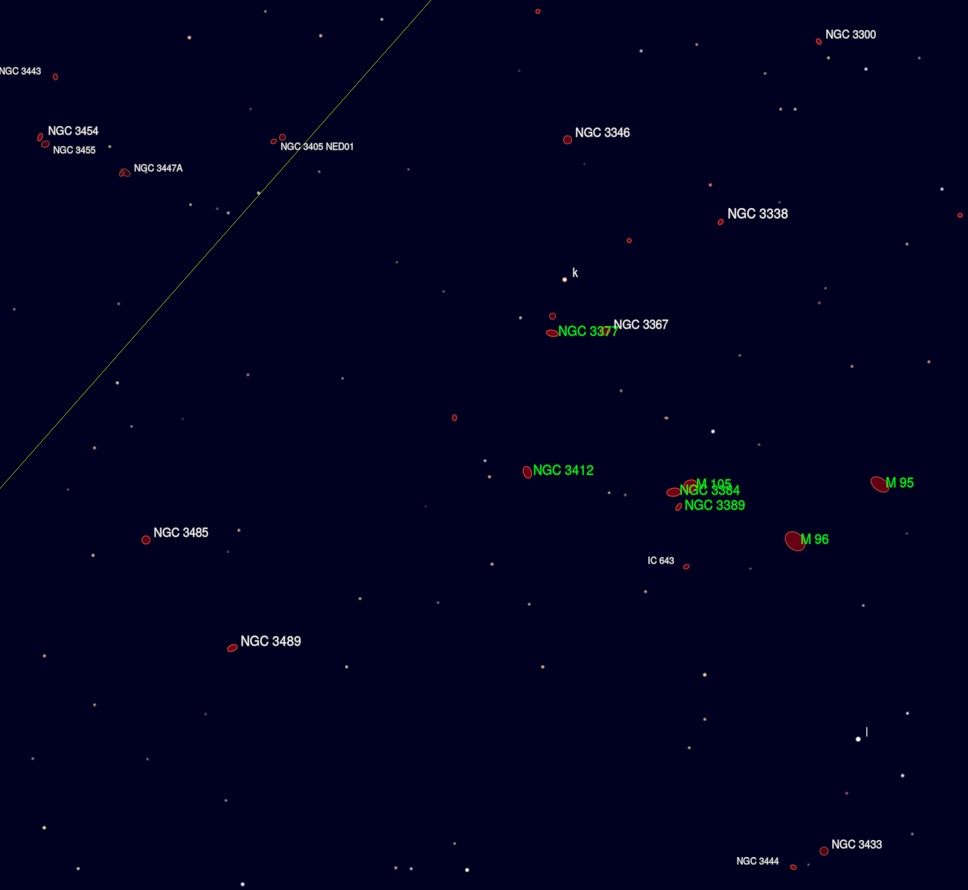 NGC 3300
NGC 3443
NGC 3454
NGC 3346
NGC 3405 NED01
NGC 3455
NGC 3447A
NGC 3338
k
NGC 3367
NGC 3377
NGC 3412
M 105
M 95
NGC 3384
NGC 3389
NGC 3485
M 96
IC 643
NGC 3489
l
NGC 3433
NGC 3444